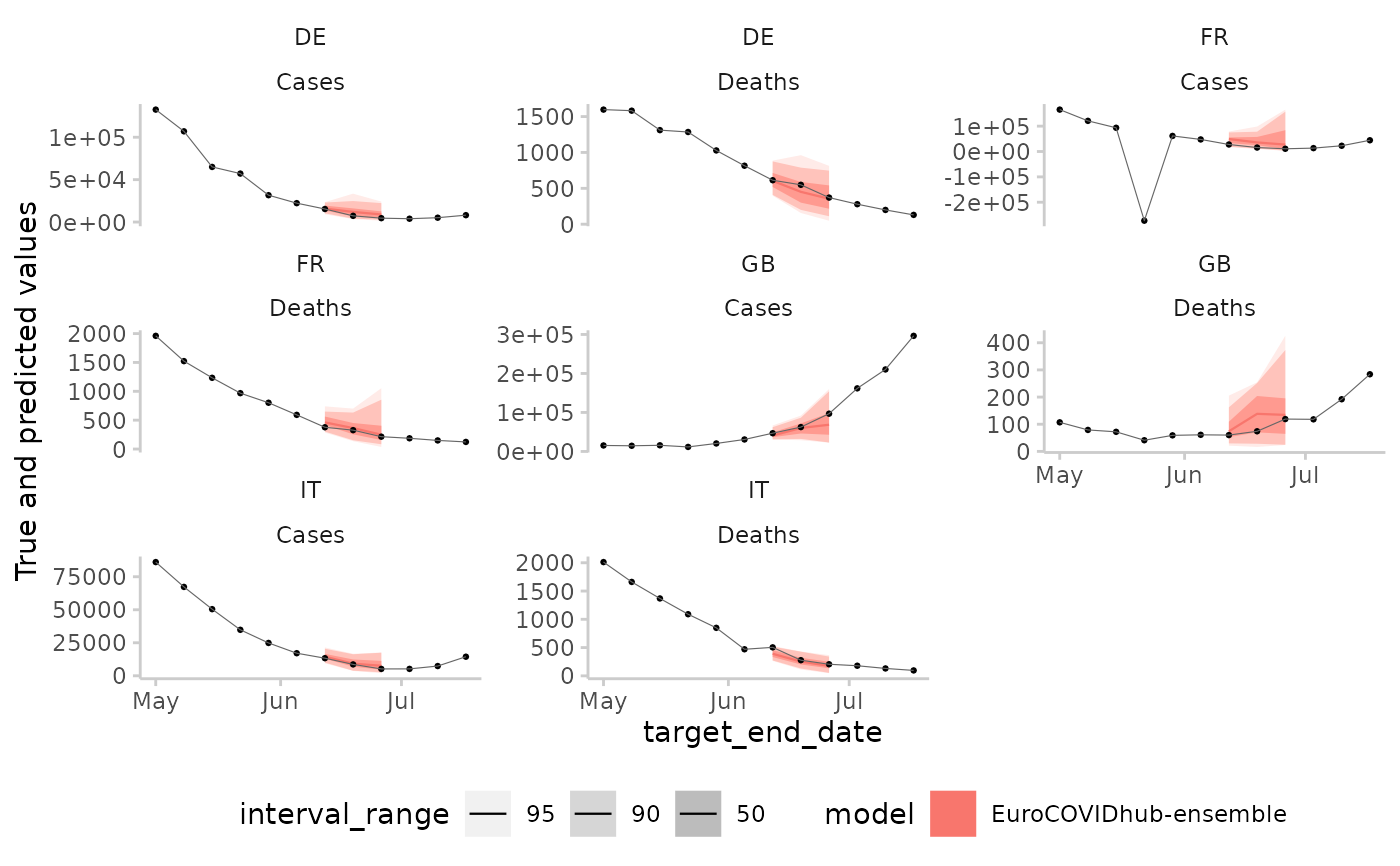 DE
Cases
1e+05
5e+04
0e+00
DE
Deaths
1500
1000
500
0
FR
Cases
1e+05
0e+00
-1e+05
-2e+05
True and predicted values
FR
Deaths
2000
1500
1000
500
0
GB
Cases
3e+05
2e+05
1e+05
0e+00
GB
Deaths
400
300
200
100
0
May Jun Jul
IT
Cases
75000
50000
25000
0
May Jun Jul
IT
Deaths
2000
1500
1000
500
0
May Jun Jul
target_end_date
interval_range 95 90 50 model EuroCOVIDhub-ensemble